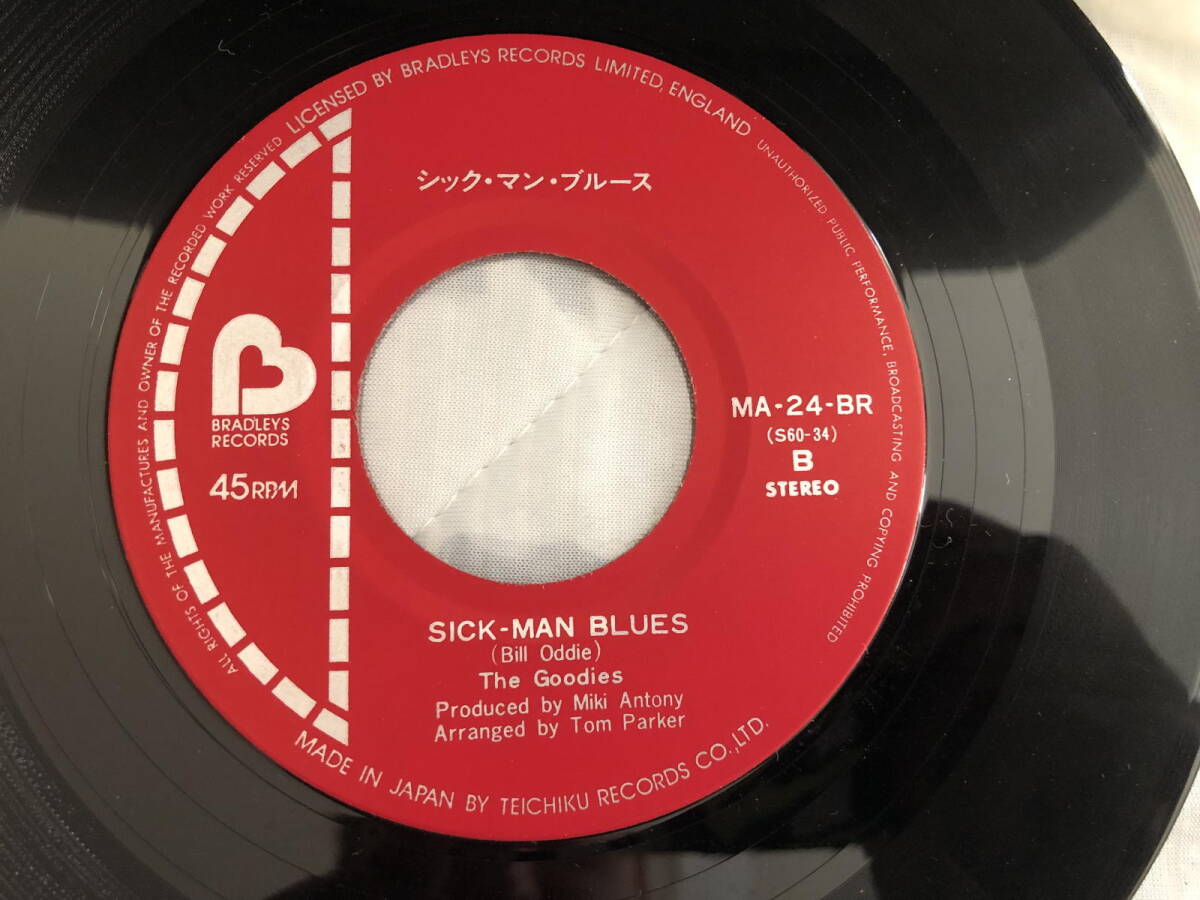 LICENSED BY BRADLEYS RECORDS LIMITED, ENGLAND
UNAUTHORIZED PUBLIC PERFORMANCE, BROADCASTING AND COPYING PROHIBITED
ALL RIGHTS OF THE MANUFACTURES AND OWNER OF THE RECORDED WORK RESERVED
シック・マン・ブルース
BRADLEYS
RECORDS
45RPM
MA-24-BR
(S60-34)
B
STEREO
SICK-MAN BLUES
(Bill Oddie)
The Goodies
Produced by Miki Antony
Arranged by Tom Parker
MADE IN JAPAN BY TEICHIKU RECORDS CO.,LTD.